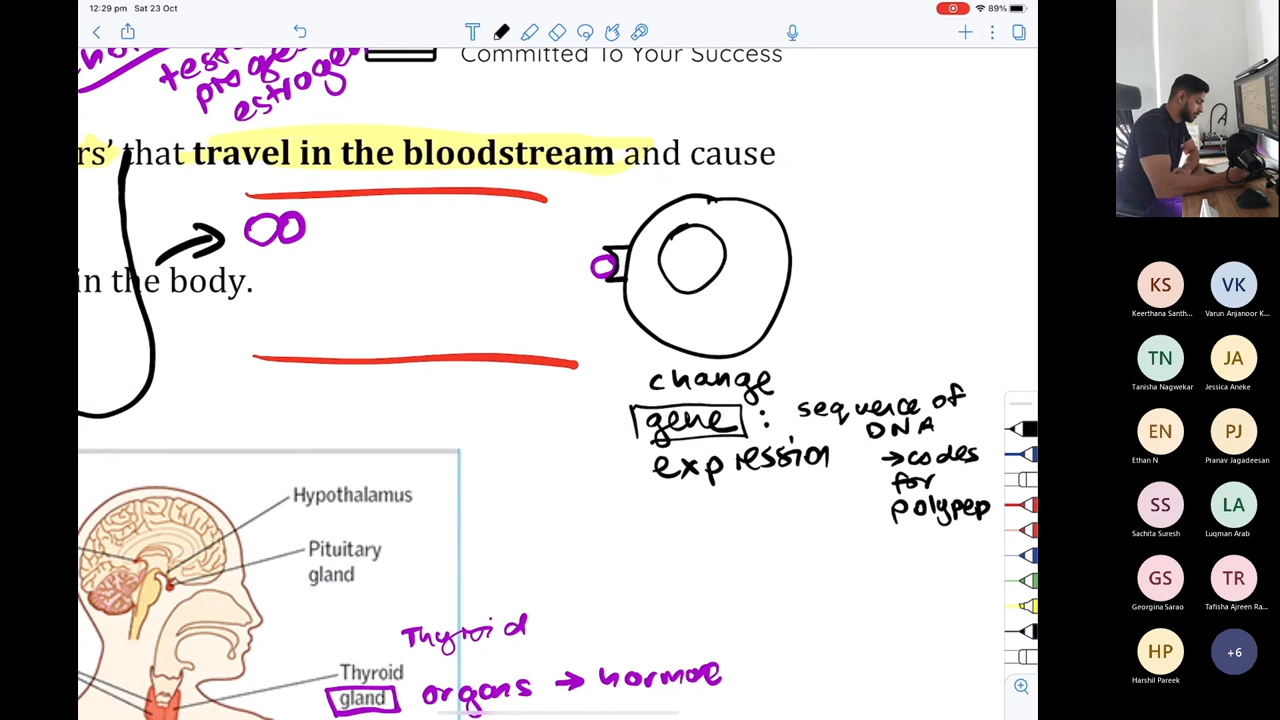 12:29 pm Sat 23 Oct
89%
Committed To Your Success
rs’ that travel in the bloodstream and cause
in the body.
change
gene : sequence of
DNA
expression → codes
for
polypep
Hypothalamus
Pituitary
gland
Thyroid
Thyroid
gland organs → hormone
KS
Keerthana Santh...
VK
Varun Anjanoor K...
TN
Tanisha Nagwekar
JA
Jessica Aneke
EN
Ethan N
PJ
Pranav Jagadeesan
SS
Sachita Suresh
LA
Luqman Arab
GS
Georgina Sarao
TR
Tafisha Ajreen Ra...
HP
Harshil Pareek
+6